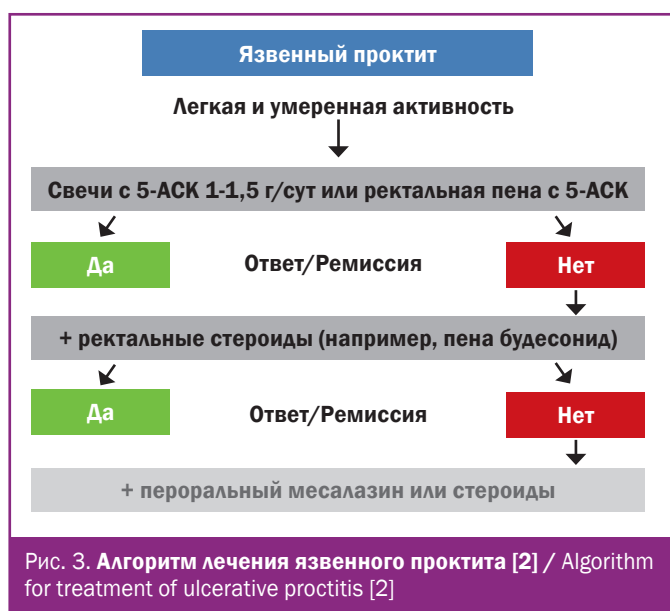 Язвенный проктит
Легкая и умеренная активность
Свечи с 5-АСК 1-1,5 г/сут или ректальная пена с 5-АСК
Да Ответ/Ремиссия Нет
+ ректальные стероиды (например, пена будесонид)
Да Ответ/Ремиссия Нет
+ пероральный месалазин или стероиды
Рис. 3. Алгоритм лечения язвенного проктита [2] / Algorithm
for treatment of ulcerative proctitis [2]